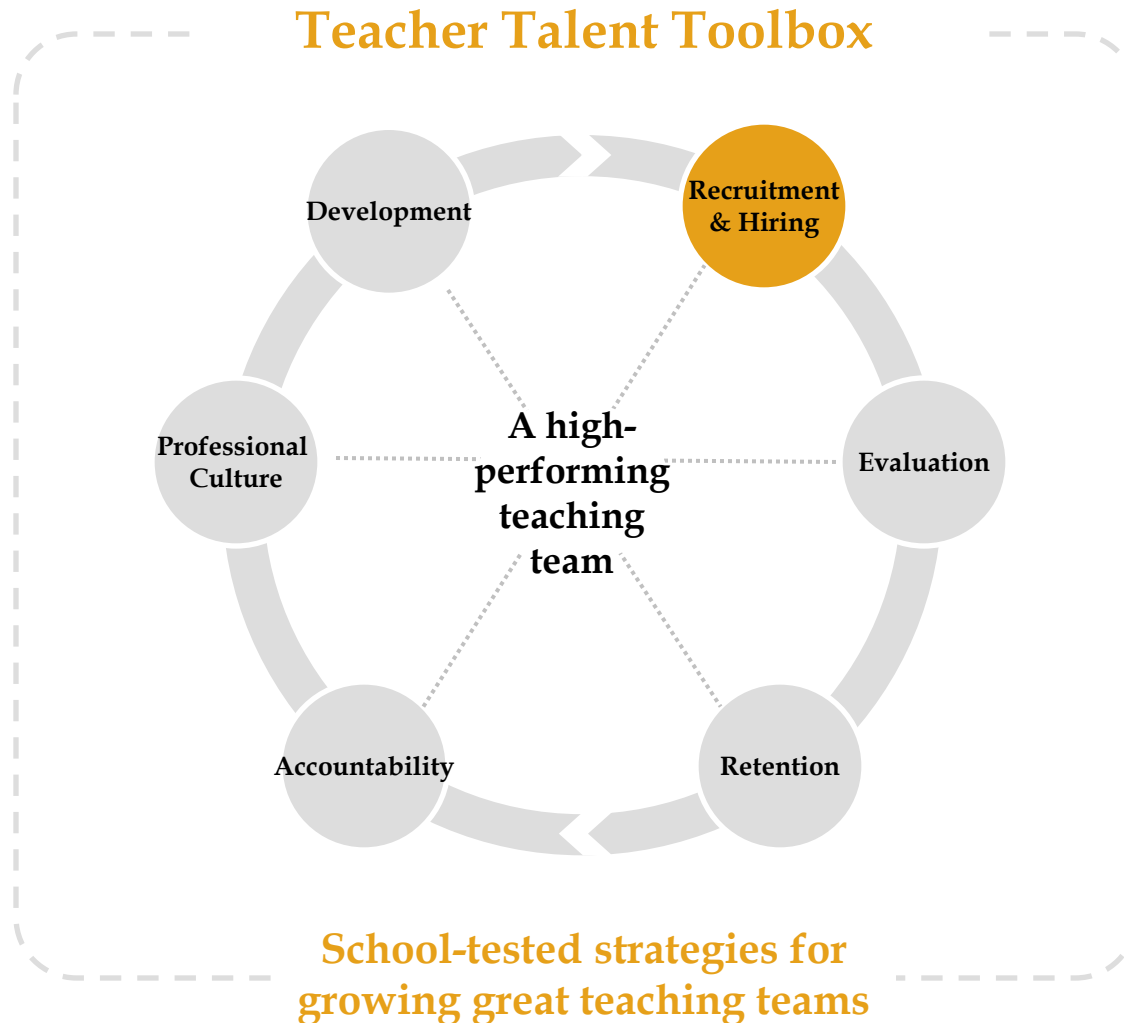 Teacher Talent Toolbox
Development
Recruitment
& Hiring
Professional
Culture
A high-
performing
teaching
team
Evaluation
Accountability
Retention
School-tested strategies for
growing great teaching teams